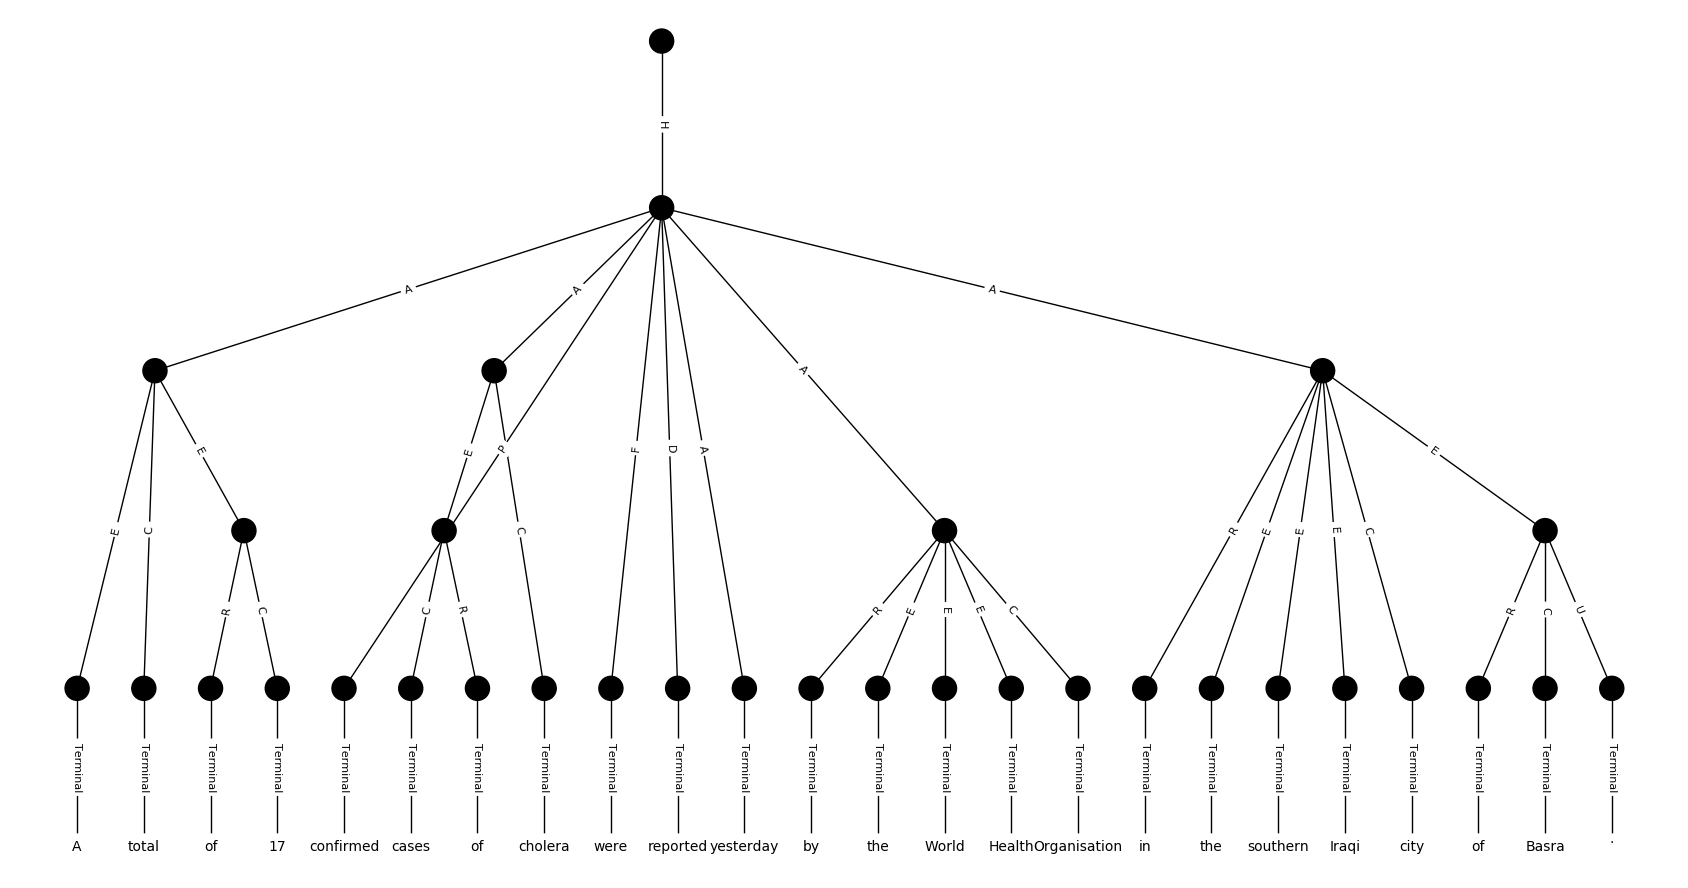 H
A A A A
P F D A
E E C E
E C C R E E E C
R C C R R E E E C R C U
Terminal Terminal Terminal Terminal Terminal Terminal Terminal Terminal Terminal Terminal Terminal Terminal Terminal Terminal Terminal Terminal Terminal Terminal Terminal Terminal Terminal Terminal Terminal Terminal
A total of 17 confirmed cases of cholera were reported yesterday by the World Health Organisation in the southern Iraqi city of Basra .